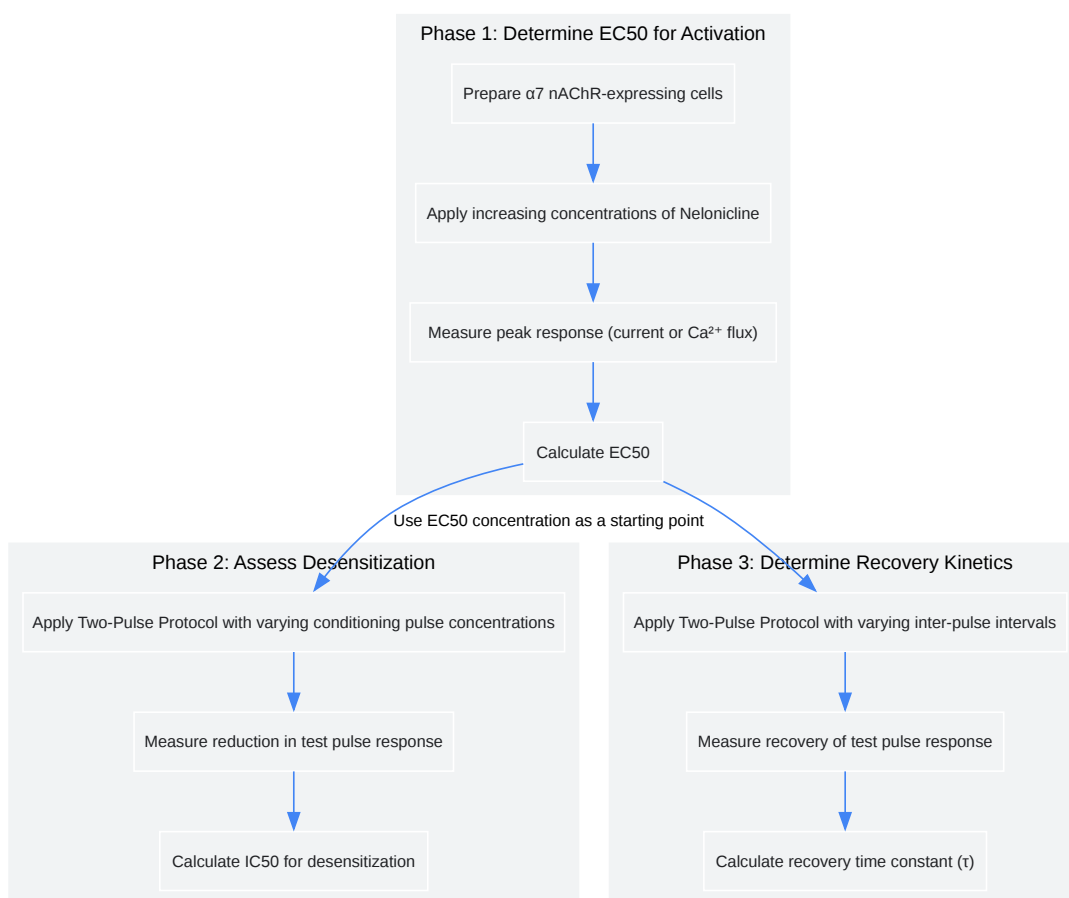 Phase 1: Determine EC50 for Activation
Prepare α7 nAChR-expressing cells
Apply increasing concentrations of Nelonicline
Measure peak response (current or Ca²⁺ flux)
Calculate EC50
Use EC50 concentration as a starting point
Phase 2: Assess Desensitization
Apply Two-Pulse Protocol with varying conditioning pulse concentrations
Measure reduction in test pulse response
Calculate IC50 for desensitization
Phase 3: Determine Recovery Kinetics
Apply Two-Pulse Protocol with varying inter-pulse intervals
Measure recovery of test pulse response
Calculate recovery time constant (τ)